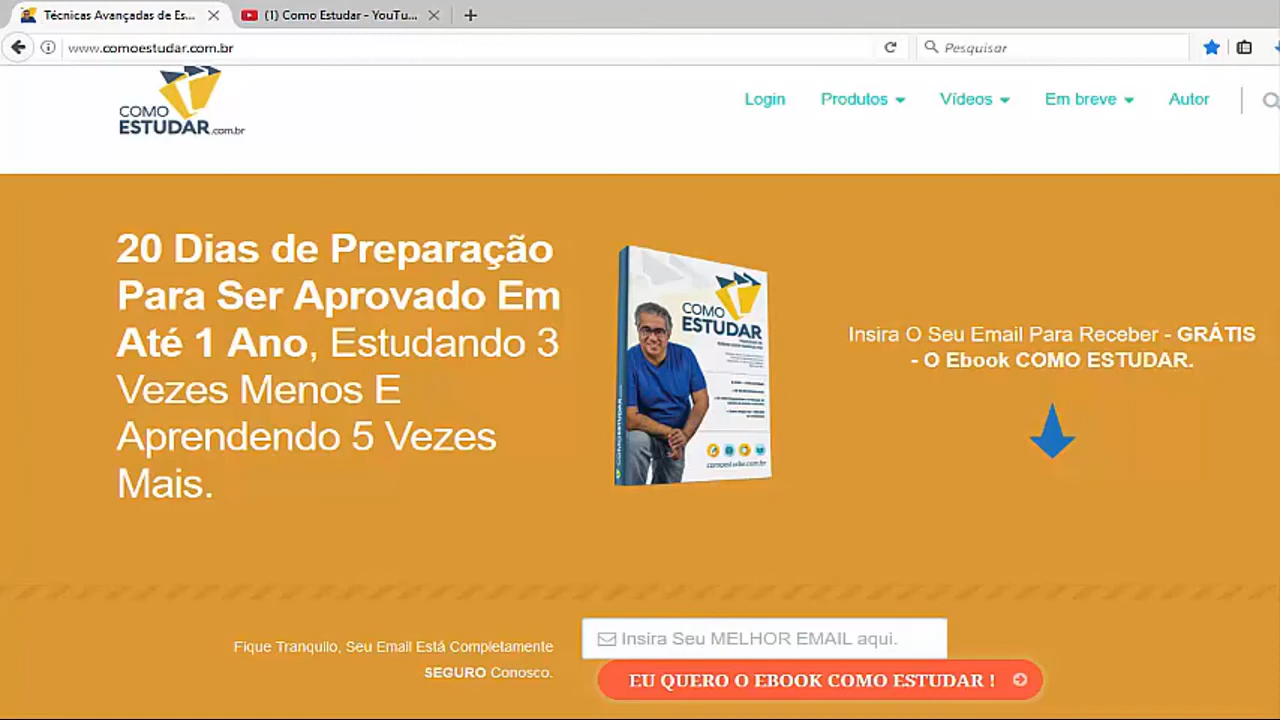 Técnicas Avançadas de Es...
(1) Como Estudar - YouTu...
www.comoestudar.com.br
Pesquisar
COMO
ESTUDAR.com.br
Login
Produtos
Vídeos
Em breve
Autor
20 Dias de Preparação
Para Ser Aprovado Em
Até 1 Ano, Estudando 3
Vezes Menos E
Aprendendo 5 Vezes
Mais.
COMO
ESTUDAR
comoestudar.com.br
Insira O Seu Email Para Receber - GRÁTIS
- O Ebook COMO ESTUDAR.
Fique Tranquilo, Seu Email Está Completamente
SEGURO Conosco.
Insira Seu MELHOR EMAIL aqui.
EU QUERO O EBOOK COMO ESTUDAR !